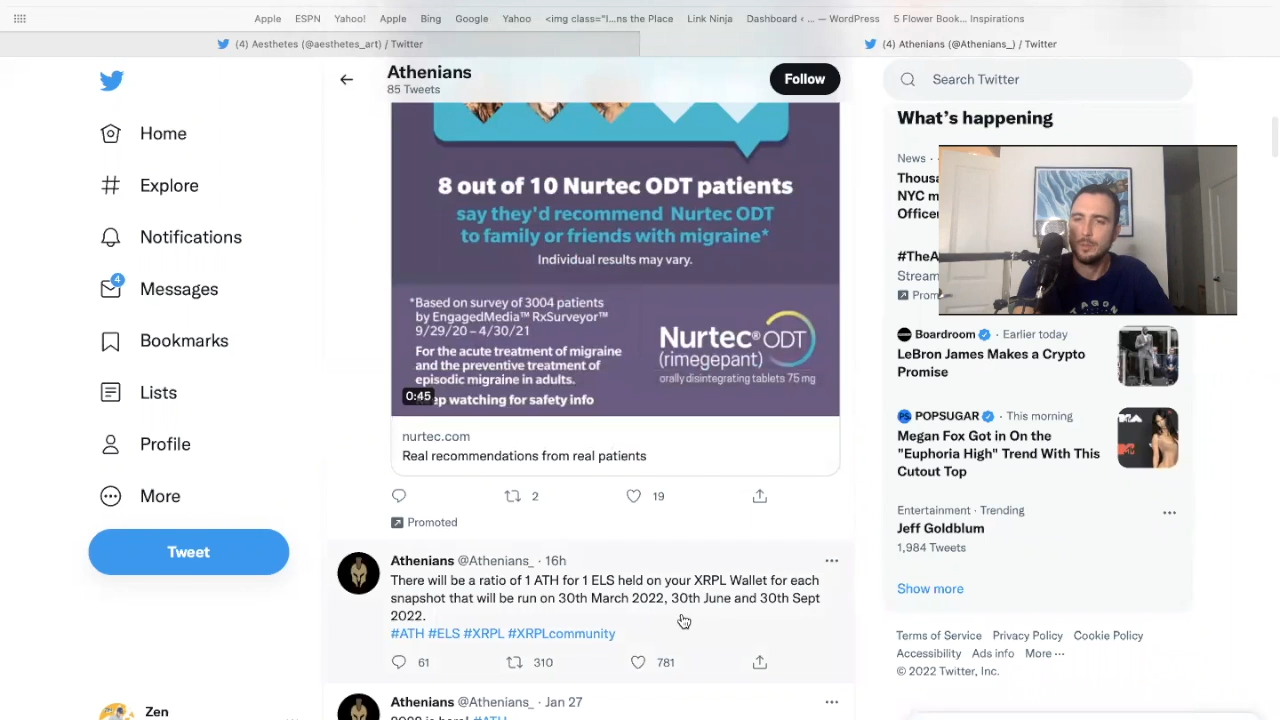 Apple
ESPN
Yahoo!
Apple
Bing
Google
Yahoo
<img class="I...ns the Place
Link Ninja
Dashboard ‹ ... — WordPress
5 Flower Book... Inspirations
(4) Aesthetes (@aesthetes_art) / Twitter
(4) Athenians (@Athenians_) / Twitter
Home
Explore
Notifications
4
Messages
Bookmarks
Lists
Profile
More
Tweet
Zen
Athenians
85 Tweets
Follow
8 out of 10 Nurtec ODT patients
say they'd recommend Nurtec ODT
to family or friends with migraine*
Individual results may vary.
*Based on survey of 3004 patients
by EngagedMedia™ RxSurveyor™
9/29/20 – 4/30/21
For the acute treatment of migraine
and the preventive treatment of
episodic migraine in adults.
ep watching for safety info
0:45
Nurtec® ODT
(rimegepant)
orally disintegrating tablets 75 mg
nurtec.com
Real recommendations from real patients
2
19
Promoted
Athenians @Athenians_ · 16h
There will be a ratio of 1 ATH for 1 ELS held on your XRPL Wallet for each
snapshot that will be run on 30th March 2022, 30th June and 30th Sept
2022.
#ATH #ELS #XRPL #XRPLcommunity
61
310
781
Athenians @Athenians_ · Jan 27
#ATH
Search Twitter
What's happening
News ·
Thousa
NYC m
Office
#TheA
Stream
Prom
Boardroom · Earlier today
LeBron James Makes a Crypto
Promise
POPSUGAR · This morning
Megan Fox Got in On the
"Euphoria High" Trend With This
Cutout Top
Entertainment · Trending
Jeff Goldblum
1,984 Tweets
Show more
Terms of Service Privacy Policy Cookie Policy
Accessibility Ads info More ···
© 2022 Twitter, Inc.